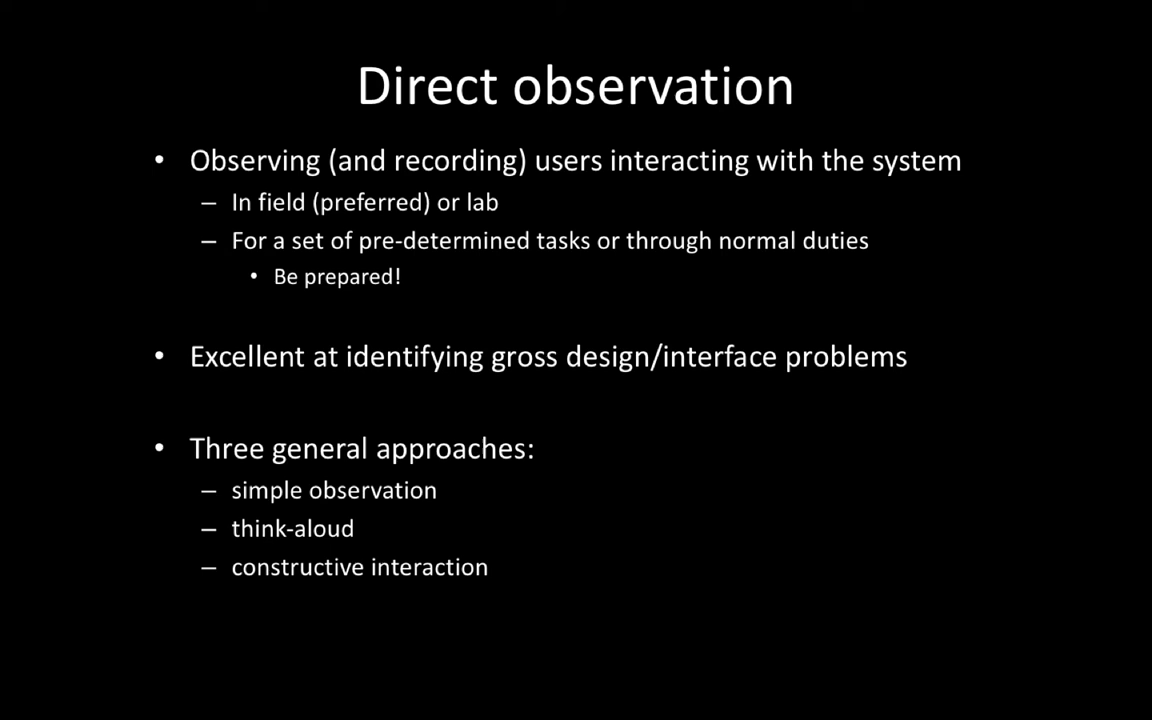 Direct observation
• Observing (and recording) users interacting with the system
– In field (preferred) or lab
– For a set of pre-determined tasks or through normal duties
• Be prepared!
• Excellent at identifying gross design/interface problems
• Three general approaches:
– simple observation
– think-aloud
– constructive interaction